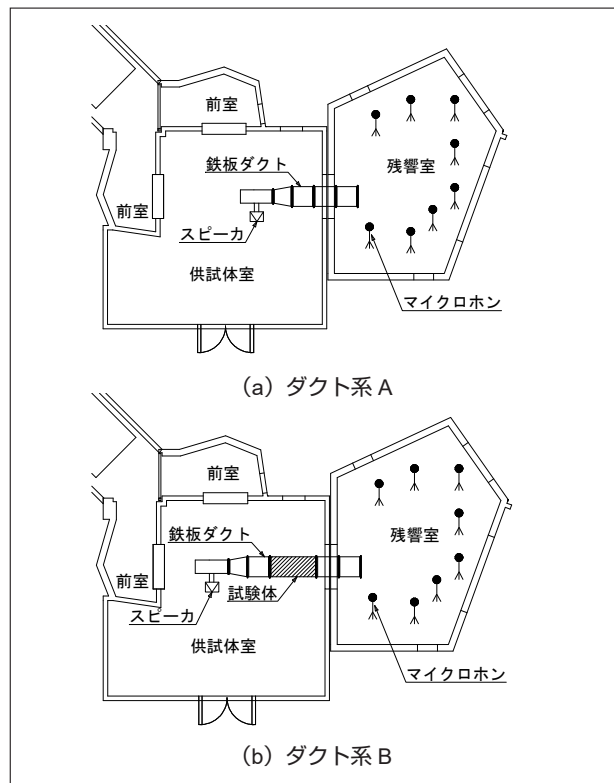 前室
鉄板ダクト
残響室
前室
スピーカ
供試体室
マイクロホン
(a) ダクト系 A
前室
鉄板ダクト
残響室
前室
試験体
スピーカ
供試体室
マイクロホン
(b) ダクト系 B